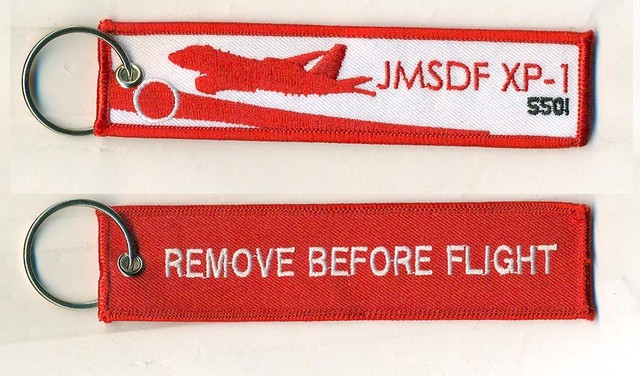 JMSDF XP-1
5501
REMOVE BEFORE FLIGHT